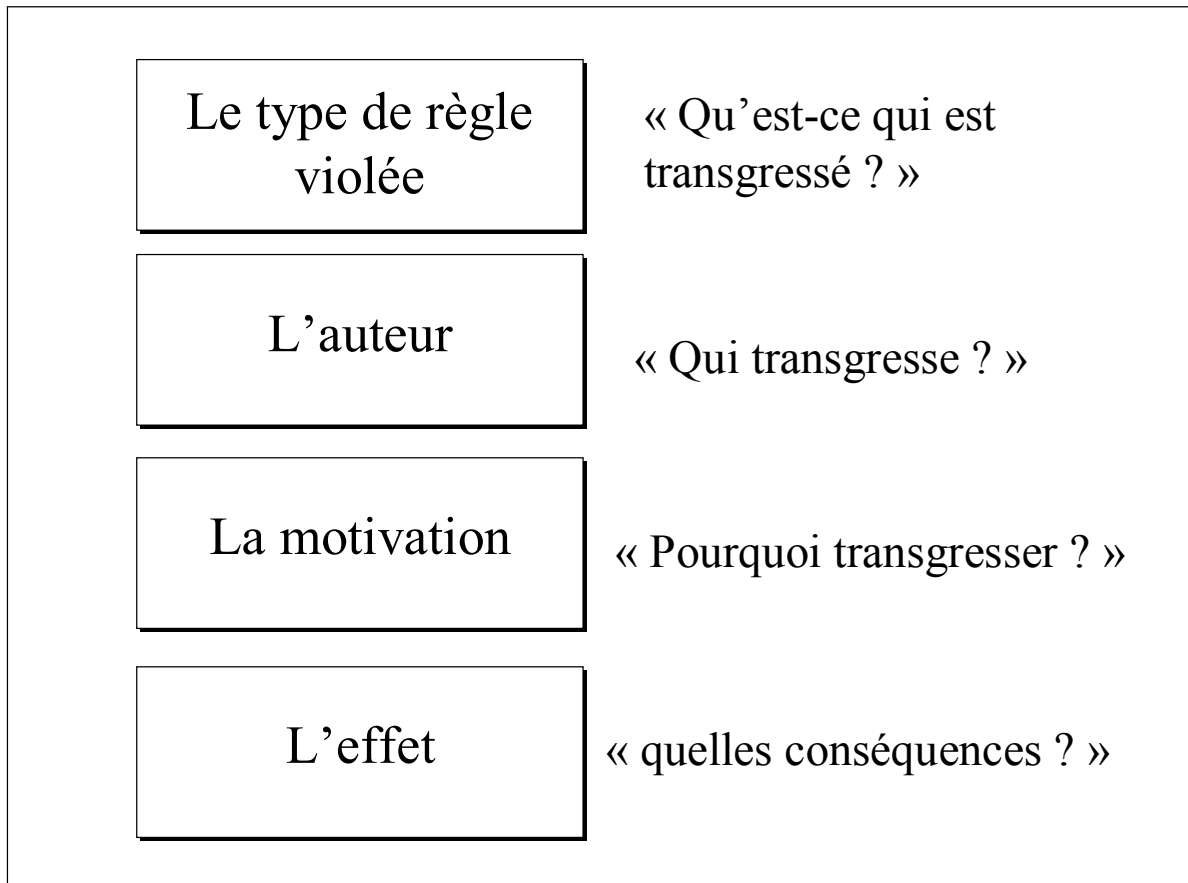 Le type de règle
violée
« Qu’est-ce qui est
transgressé ? »
L’auteur
« Qui transgresse ? »
La motivation
« Pourquoi transgresser ? »
L’effet
« quelles conséquences ? »